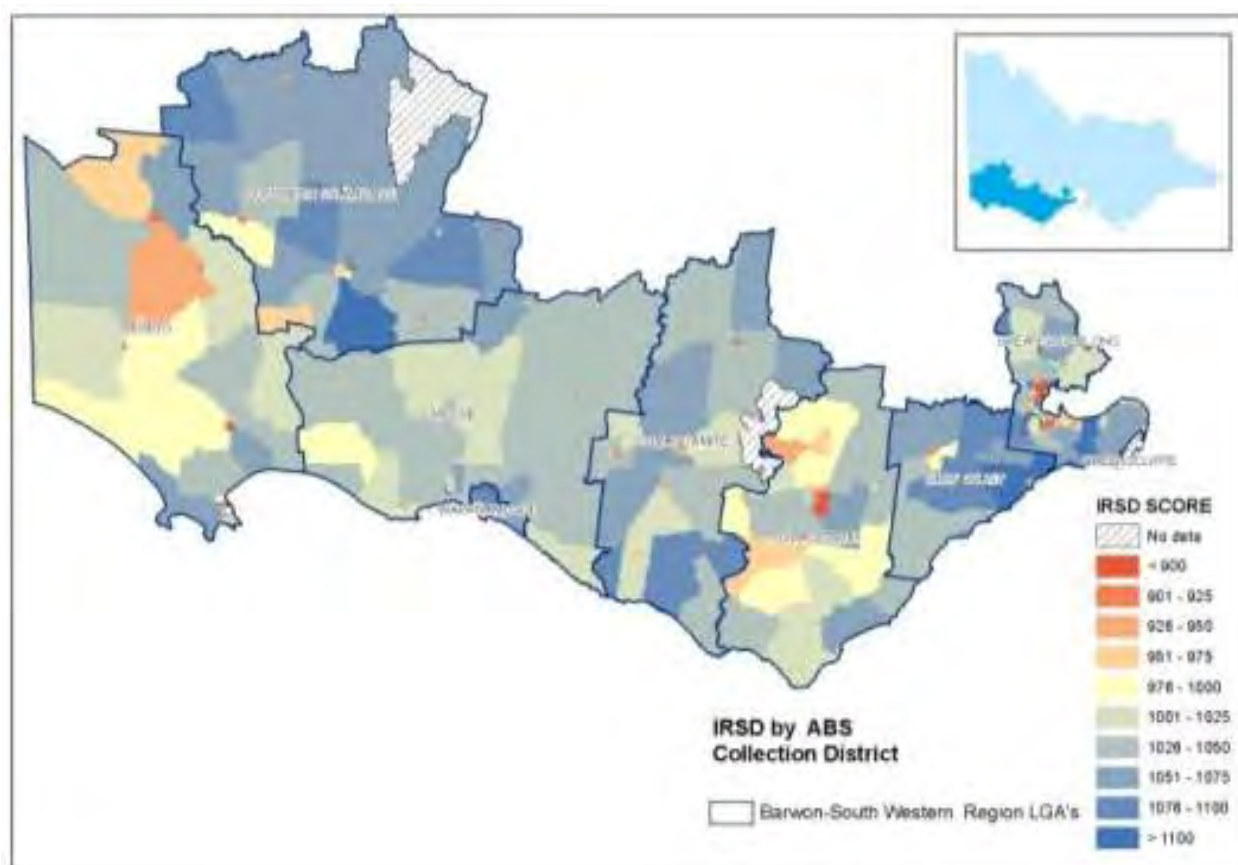 IRSD SCORE
No data
< 900
901 - 925
926 - 950
951 - 975
976 - 1000
1001 - 1025
1026 - 1050
1051 - 1075
1076 - 1100
> 1100
IRSD by ABS
Collection District
Barwon-South Western Region LGA's